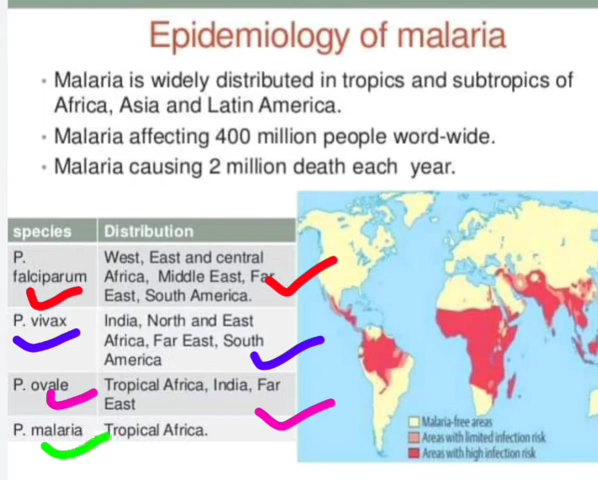 Epidemiology of malaria
• Malaria is widely distributed in tropics and subtropics of
Africa, Asia and Latin America.
• Malaria affecting 400 million people word-wide.
• Malaria causing 2 million death each year.
species Distribution
P. falciparum West, East and central
Africa, Middle East, Far
East, South America.
P. vivax India, North and East
Africa, Far East, South
America
P. ovale Tropical Africa, India, Far
East
P. malaria Tropical Africa.
Malaria-free areas
Areas with limited infection risk
Areas with high infection risk